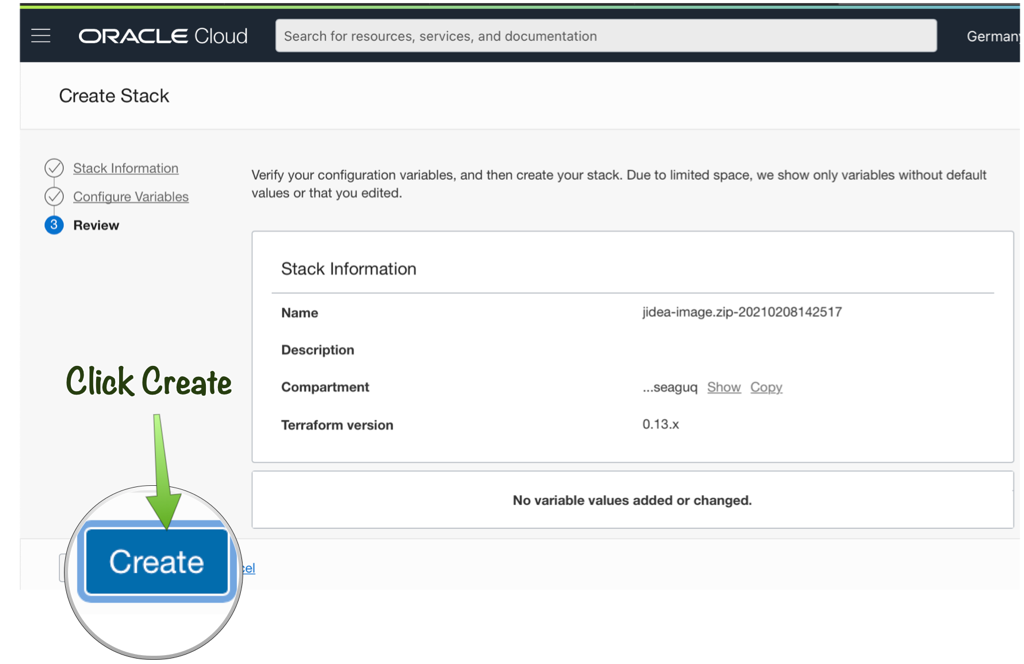 ORACLE Cloud
Search for resources, services, and documentation
Germany
Create Stack
Stack Information
Configure Variables
3 Review
Verify your configuration variables, and then create your stack. Due to limited space, we show only variables without default
values or that you edited.
Stack Information
Name jidea-image.zip-20210208142517
Description
Compartment ...seaguq Show Copy
Terraform version 0.13.x
No variable values added or changed.
Click Create
Create
cel